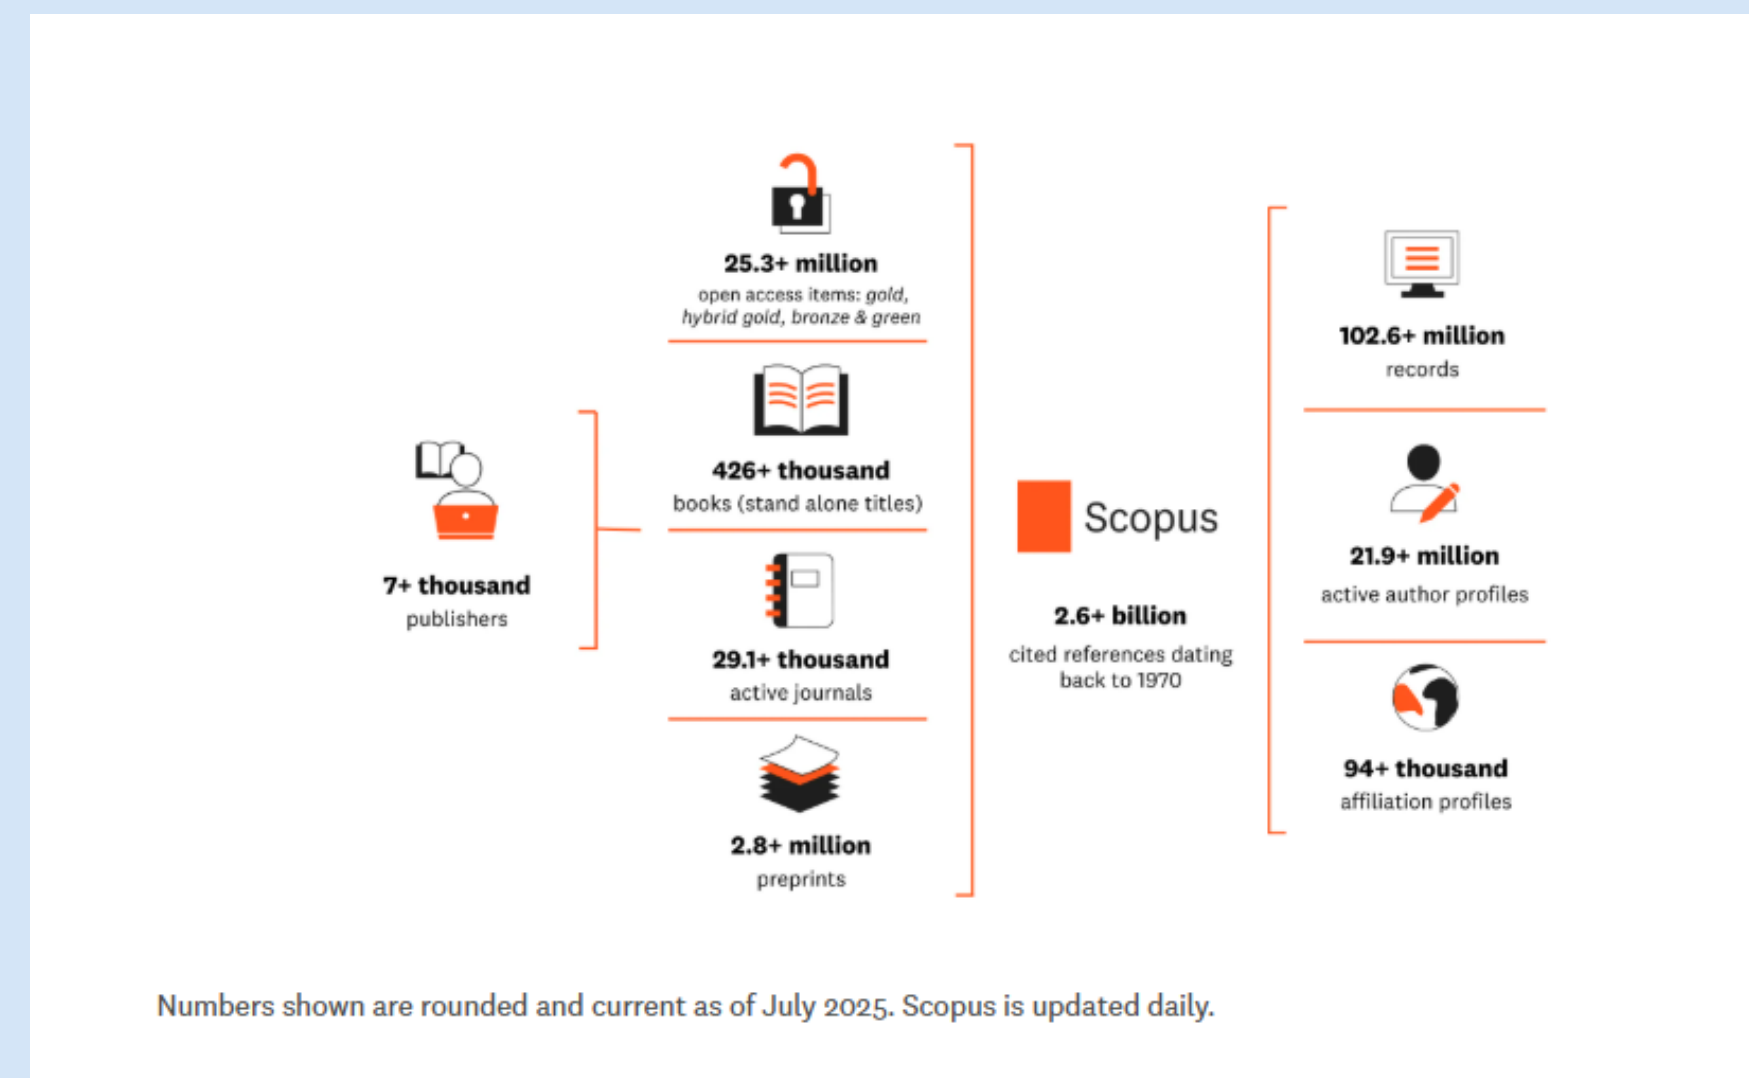 7+ thousand
publishers
25.3+ million
open access items: gold,
hybrid gold, bronze & green
426+ thousand
books (stand alone titles)
29.1+ thousand
active journals
2.8+ million
preprints
Scopus
2.6+ billion
cited references dating
back to 1970
102.6+ million
records
21.9+ million
active author profiles
94+ thousand
affiliation profiles
Numbers shown are rounded and current as of July 2025. Scopus is updated daily.